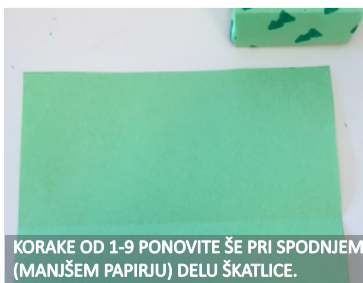 KORAKE OD 1-9 PONOVITE ŠE PRI SPODNJEM
(MANJŠEM PAPIRJU) DELU ŠKATLICE.